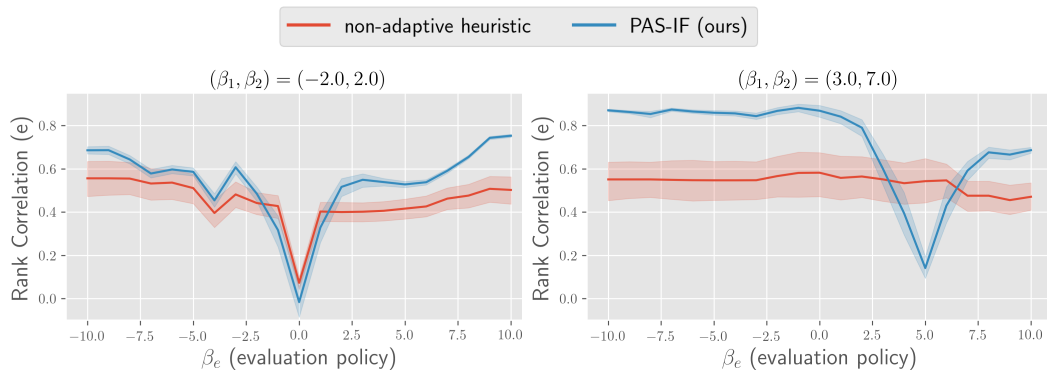 non-adaptive heuristic PAS-IF (ours)
(β₁, β₂) = (−2.0, 2.0)
Rank Correlation (e)
0.8
0.6
0.4
0.2
0.0
−10.0 −7.5 −5.0 −2.5 0.0 2.5 5.0 7.5 10.0
βₑ (evaluation policy)
(β₁, β₂) = (3.0, 7.0)
Rank Correlation (e)
0.8
0.6
0.4
0.2
0.0
−10.0 −7.5 −5.0 −2.5 0.0 2.5 5.0 7.5 10.0
βₑ (evaluation policy)